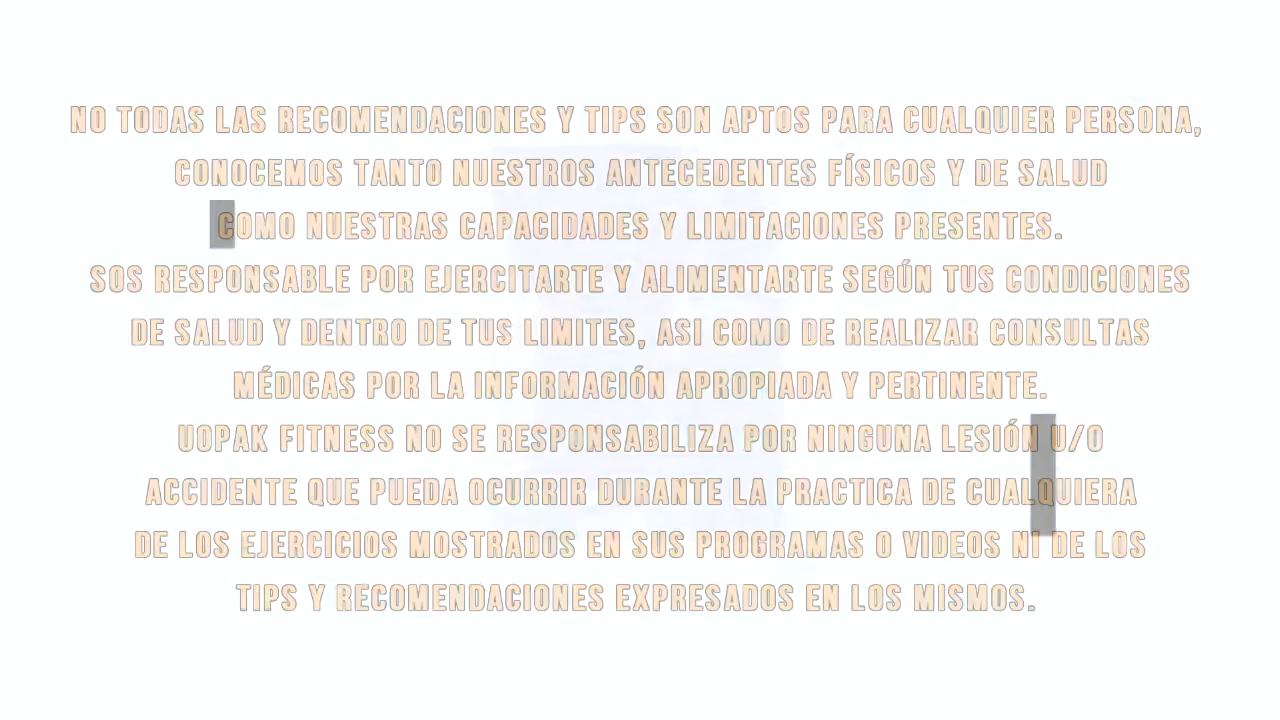 NO TODAS LAS RECOMENDACIONES Y TIPS SON APTOS PARA CUALQUIER PERSONA,
CONOCEMOS TANTO NUESTROS ANTECEDENTES FÍSICOS Y DE SALUD
COMO NUESTRAS CAPACIDADES Y LIMITACIONES PRESENTES.
SOS RESPONSABLE POR EJERCITARTE Y ALIMENTARTE SEGÚN TUS CONDICIONES
DE SALUD Y DENTRO DE TUS LIMITES, ASI COMO DE REALIZAR CONSULTAS
MÉDICAS POR LA INFORMACIÓN APROPIADA Y PERTINENTE.
UOPAK FITNESS NO SE RESPONSABILIZA POR NINGUNA LESIÓN U/O
ACCIDENTE QUE PUEDA OCURRIR DURANTE LA PRACTICA DE CUALQUIERA
DE LOS EJERCICIOS MOSTRADOS EN SUS PROGRAMAS O VIDEOS NI DE LOS
TIPS Y RECOMENDACIONES EXPRESADOS EN LOS MISMOS.